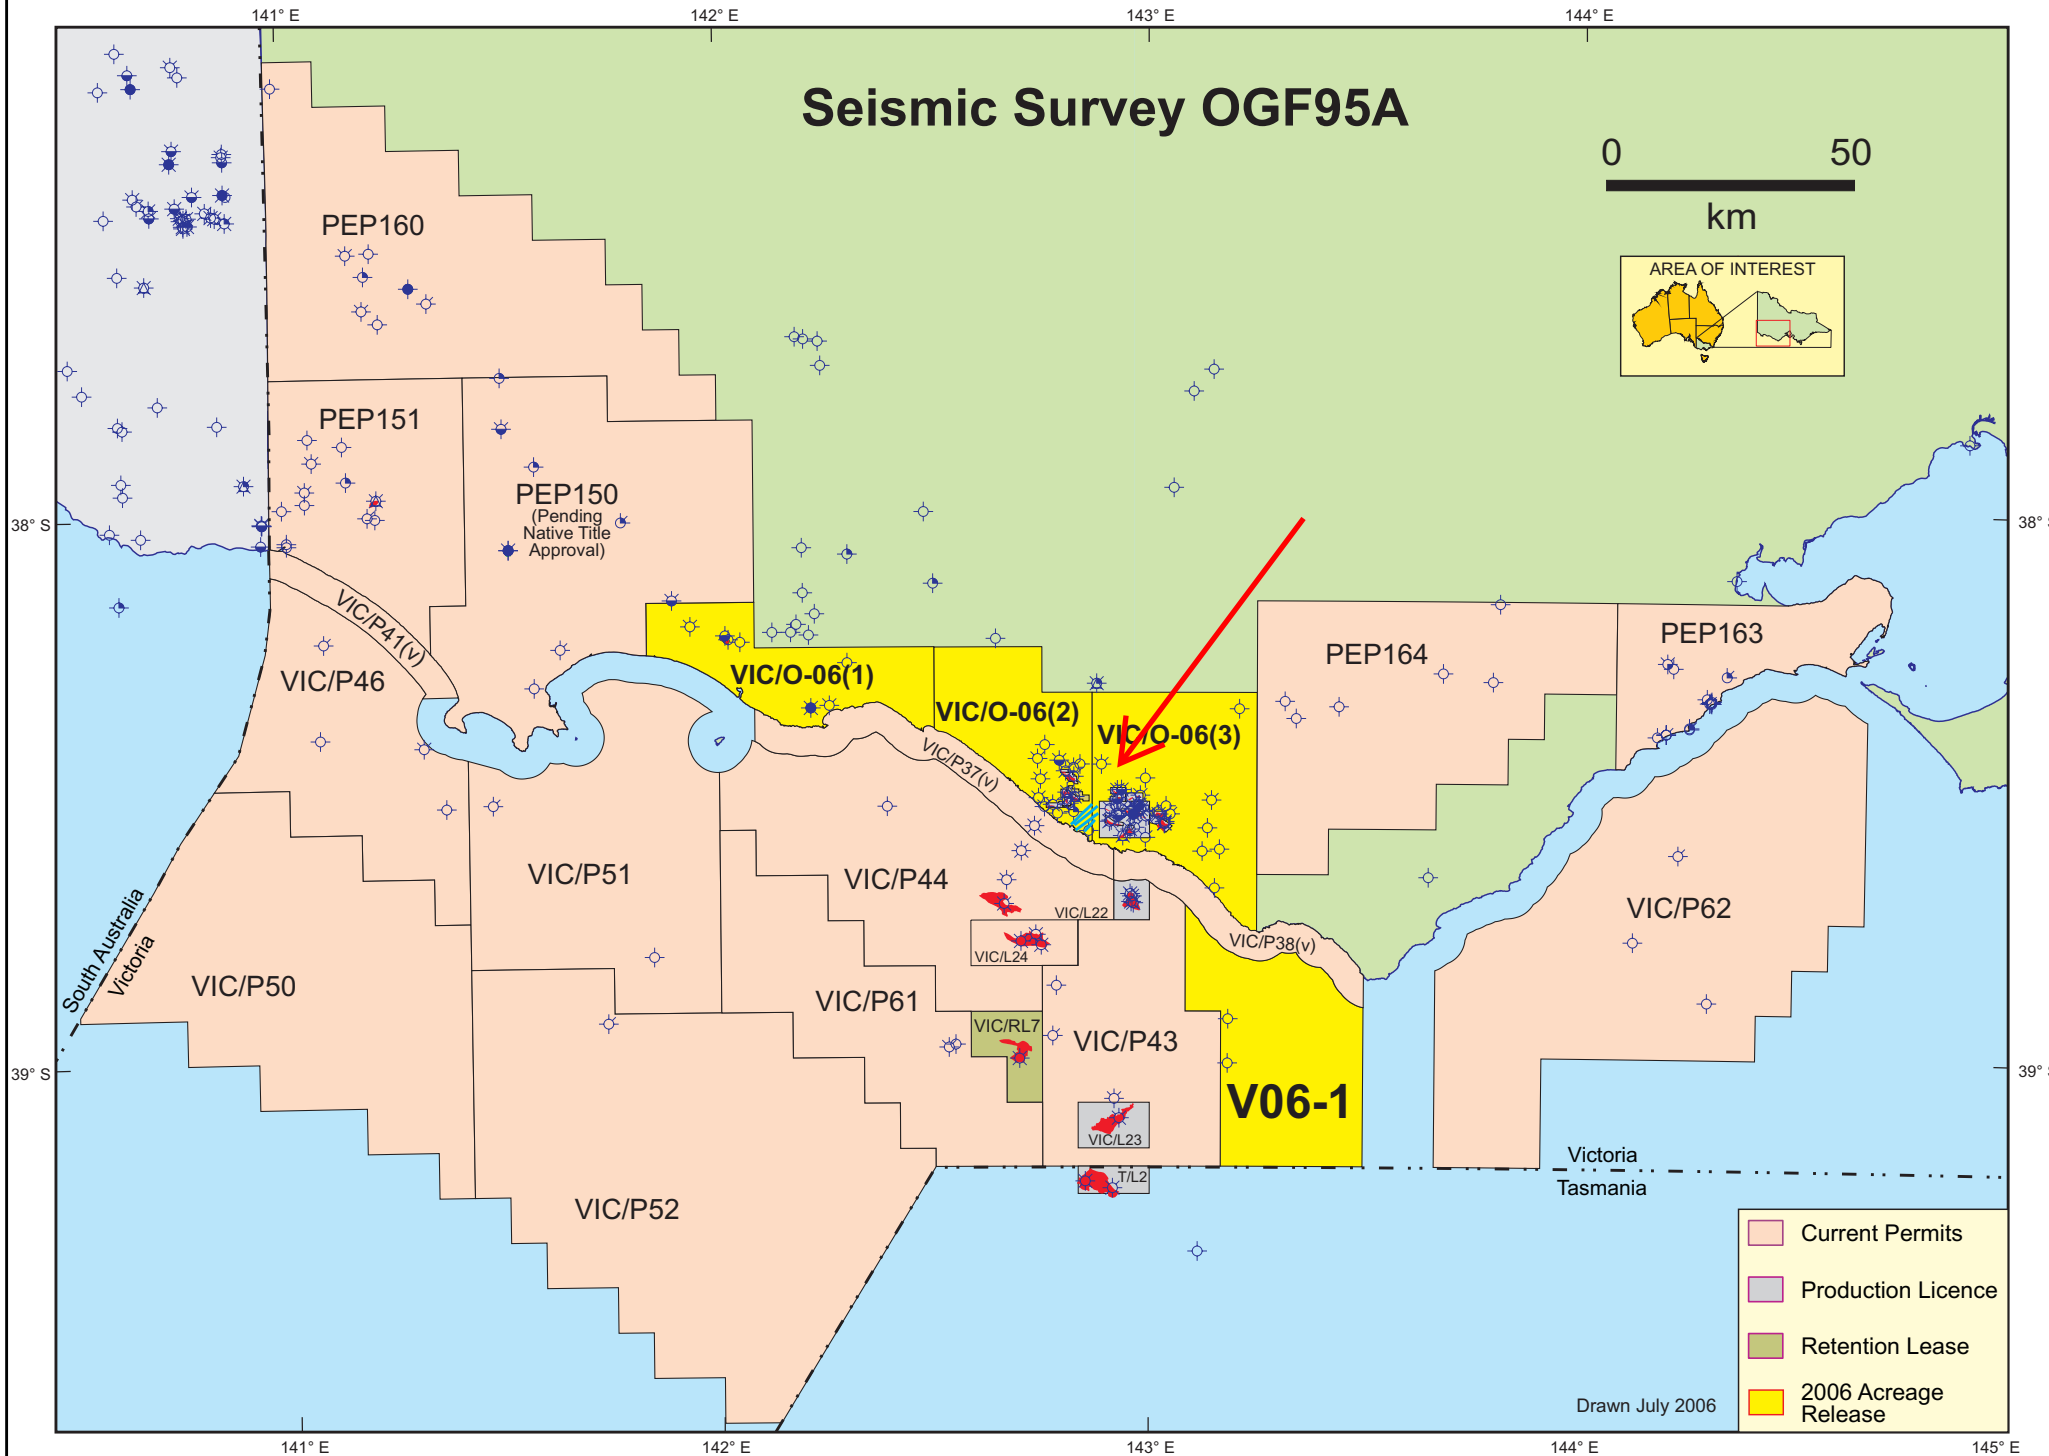 141° E
142° E
143° E
144° E
Seismic Survey OGF95A
0
50
km
AREA OF INTEREST
PEP160
PEP151
PEP150
(Pending
Native Title
Approval)
38° S
38° S
VIC/P41(v)
VIC/P46
VIC/O-06(1)
VIC/O-06(2)
VIC/O-06(3)
VIC/P37(v)
PEP164
PEP163
VIC/P51
VIC/P44
VIC/L22
VIC/L24
VIC/P38(v)
VIC/P62
South Australia
Victoria
VIC/P50
VIC/P61
VIC/RL7
VIC/P43
39° S
39° S
V06-1
VIC/L23
T/L2
Victoria
Tasmania
VIC/P52
Current Permits
Production Licence
Retention Lease
2006 Acreage
Release
Drawn July 2006
141° E
142° E
143° E
144° E
145° E